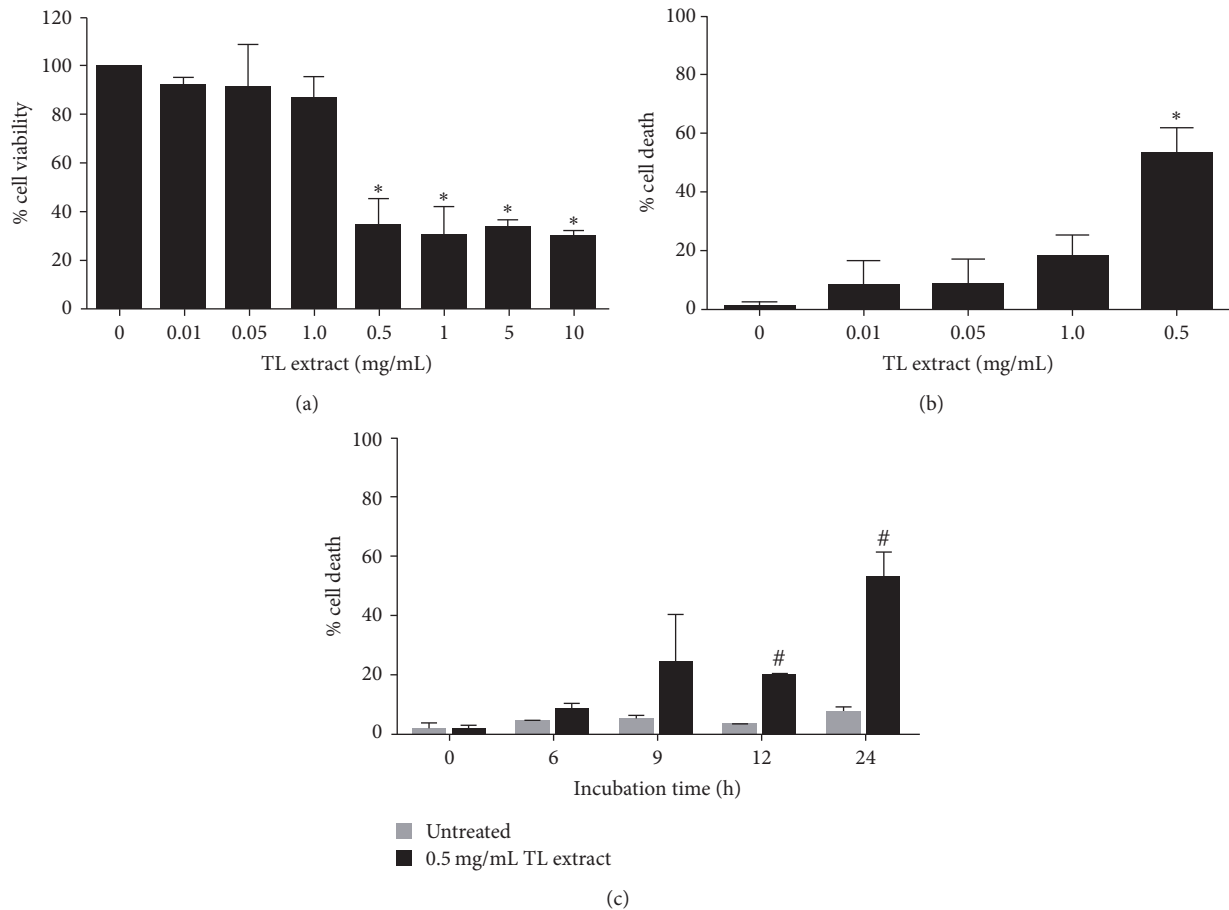 120
100
80
60
40
20
0
% cell viability
* * * *
0 0.01 0.05 1.0 0.5 1 5 10
TL extract (mg/mL)
(a)
100
80
60
40
20
0
% cell death
*
0 0.01 0.05 1.0 0.5
TL extract (mg/mL)
(b)
100
80
60
40
20
0
% cell death
# #
0 6 9 12 24
Incubation time (h)
Untreated
0.5 mg/mL TL extract
(c)